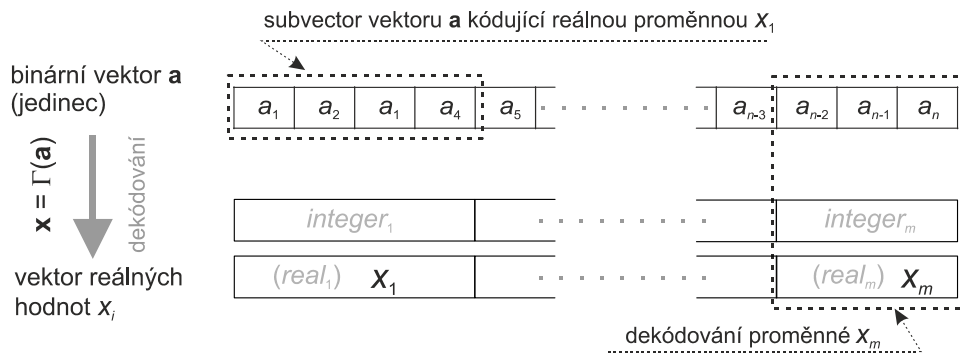 subvector vektoru a kódující reálnou proměnnou x₁
binární vektor a
(jedinec)
a₁ a₂ a₁ a₄ a₅ aₙ₋₃ aₙ₋₂ aₙ₋₁ aₙ
x = Γ(a)
dekódování
integer₁ integerₘ
vektor reálných
hodnot xᵢ
(real₁) x₁ (realₘ) xₘ
dekódování proměnné xₘ